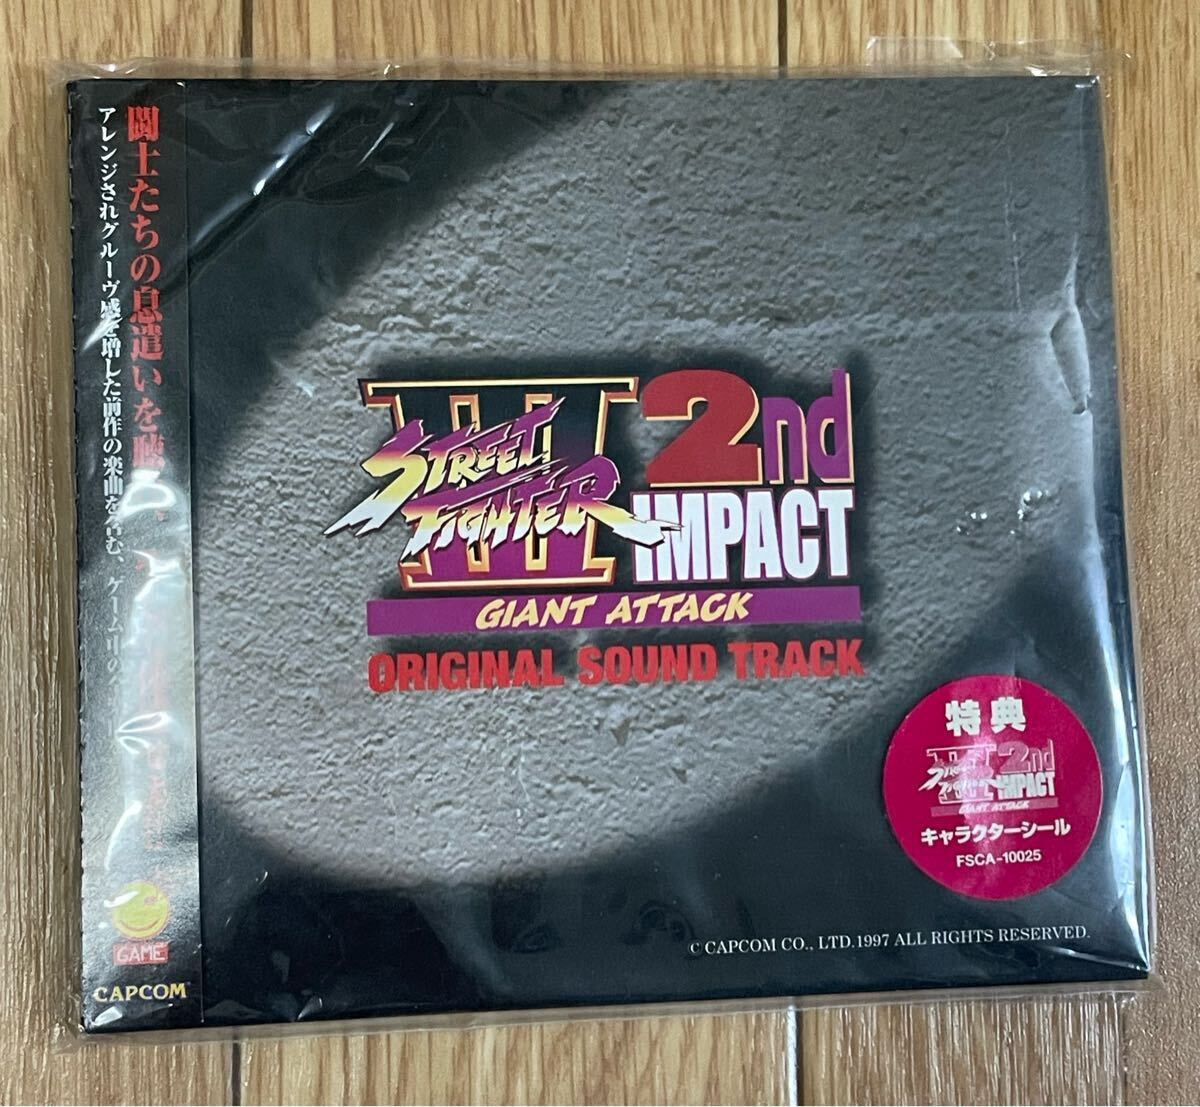 闘士たちの息遣いを聴
アレンジされグルーヴ感を増した前作の楽曲を含む、ゲーム中の
GAME
CAPCOM
III
STREET FIGHTER
2nd
IMPACT
GIANT ATTACK
ORIGINAL SOUND TRACK
特典
III
STREET FIGHTER
2nd
IMPACT
GIANT ATTACK
キャラクターシール
FSCA-10025
© CAPCOM CO., LTD.1997 ALL RIGHTS RESERVED.